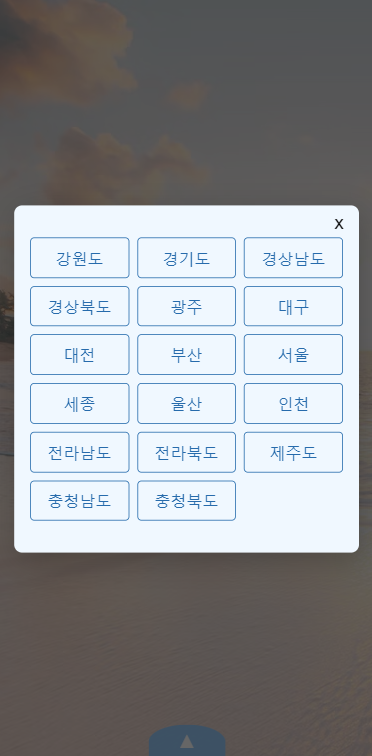 x
강원도 경기도 경상남도
경상북도 광주 대구
대전 부산 서울
세종 울산 인천
전라남도 전라북도 제주도
충청남도 충청북도
▲